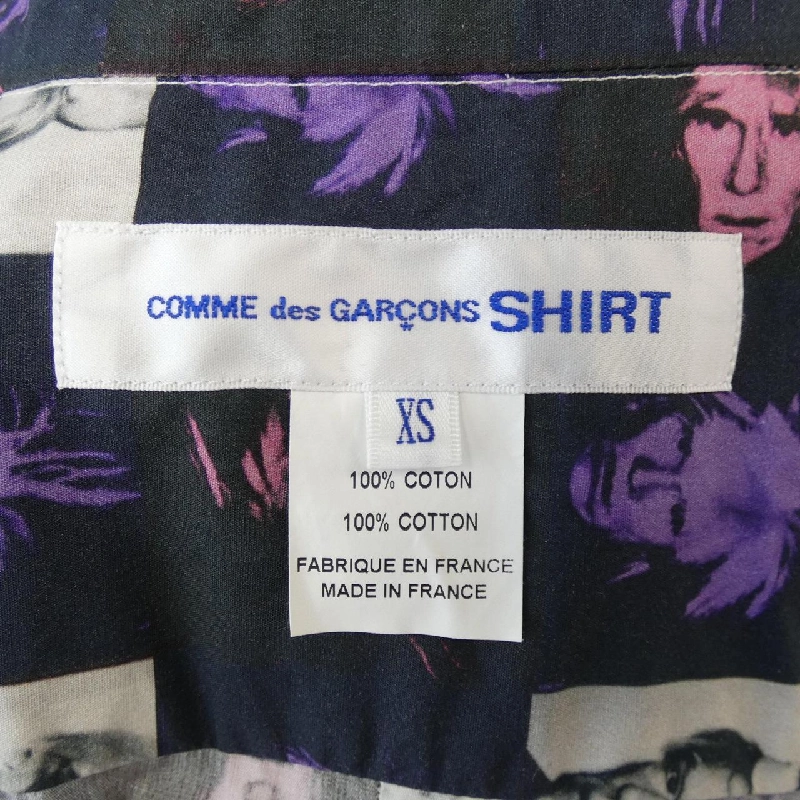 COMME des GARÇONS SHIRT
XS
100% COTON
100% COTTON
FABRIQUE EN FRANCE
MADE IN FRANCE